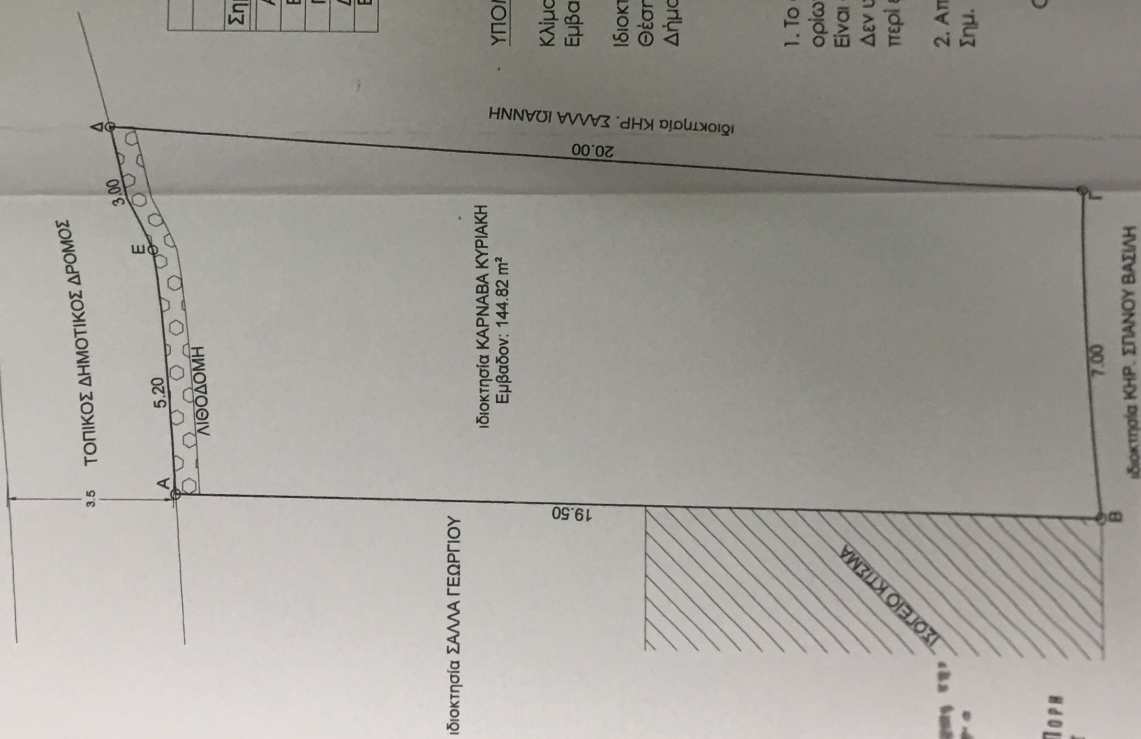 Δ
3.00
Ε
ΤΟΠΙΚΟΣ ΔΗΜΟΤΙΚΟΣ ΔΡΟΜΟΣ
5.20
ΛΙΘΟΔΟΜΗ
Α
3.5
ιδιοκτησία ΚΗΡ. ΣΑΛΛΑ ΙΩΑΝΝΗ
20.00
ιδιοκτησία ΚΑΡΝΑΒΑ ΚΥΡΙΑΚΗ
Εμβαδον: 144.82 m²
19.50
ιδιοκτησία ΣΑΛΛΑ ΓΕΩΡΓΙΟΥ
ΙΣΟΓΕΙΟ ΚΤΙΣΜΑ
Γ
7.00
Β
ιδιοκτησία ΚΗΡ. ΣΠΑΝΟΥ ΒΑΣΙΛΗ
Ση
Α
Δ
ΥΠΟΜ
Κλίμα
Εμβα
Ιδιοκτ
Θέση
Δήμο
1. Το
ορίω
Είναι
Δεν υ
περί ε
2. Απ
Σημ.
ΠΟΡΗ